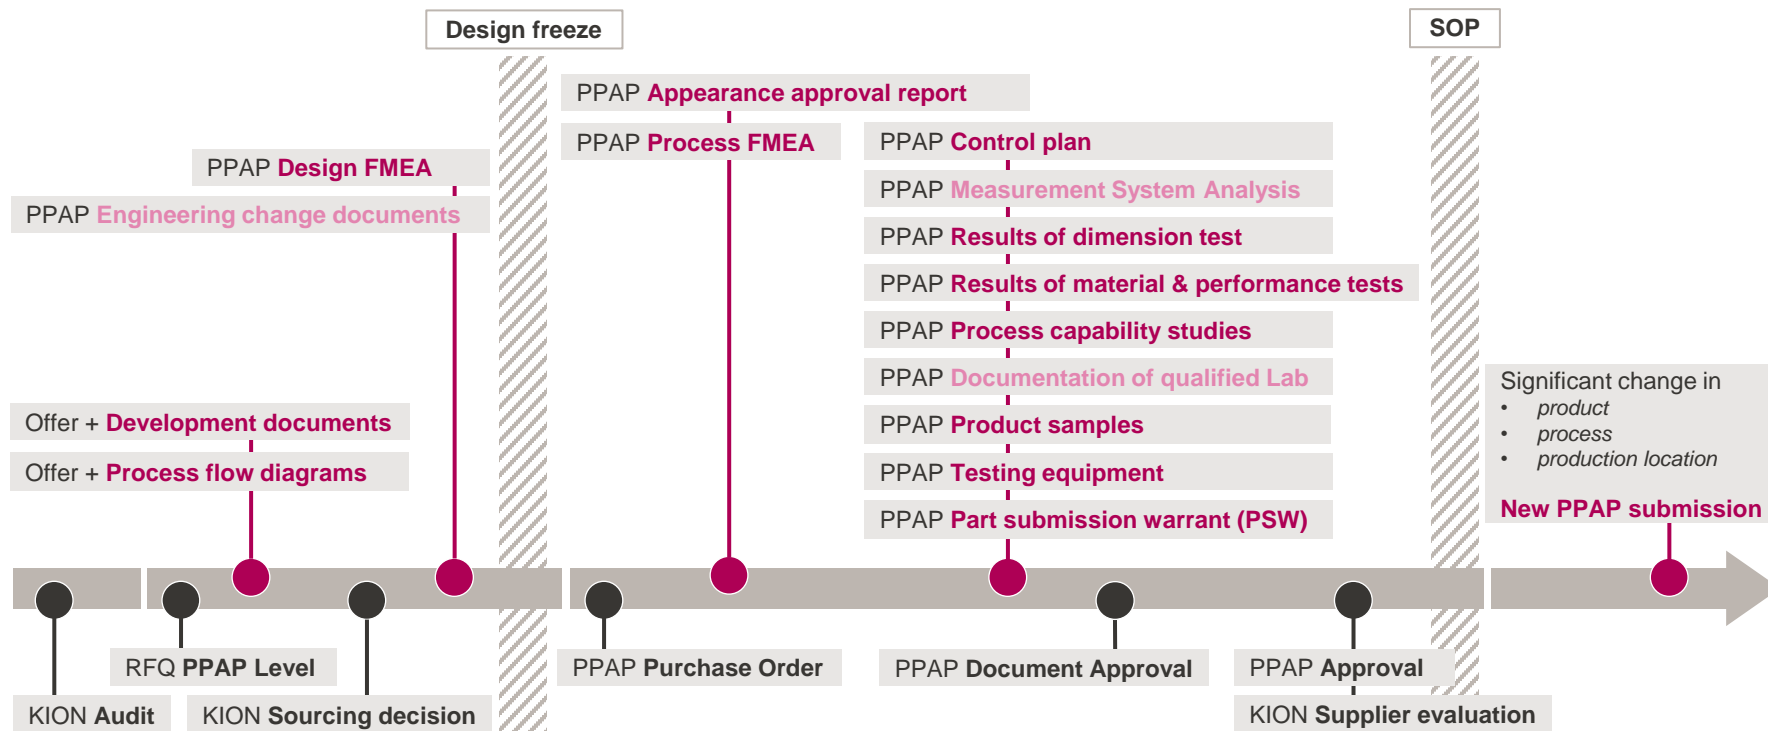 Design freeze
SOP
PPAP Appearance approval report
PPAP Process FMEA
PPAP Control plan
PPAP Design FMEA
PPAP Measurement System Analysis
PPAP Engineering change documents
PPAP Results of dimension test
PPAP Results of material & performance tests
PPAP Process capability studies
PPAP Documentation of qualified Lab
Offer + Development documents
PPAP Product samples
Offer + Process flow diagrams
PPAP Testing equipment
PPAP Part submission warrant (PSW)
Significant change in
• product
• process
• production location
New PPAP submission
RFQ PPAP Level
PPAP Purchase Order
PPAP Document Approval
PPAP Approval
KION Audit
KION Sourcing decision
KION Supplier evaluation